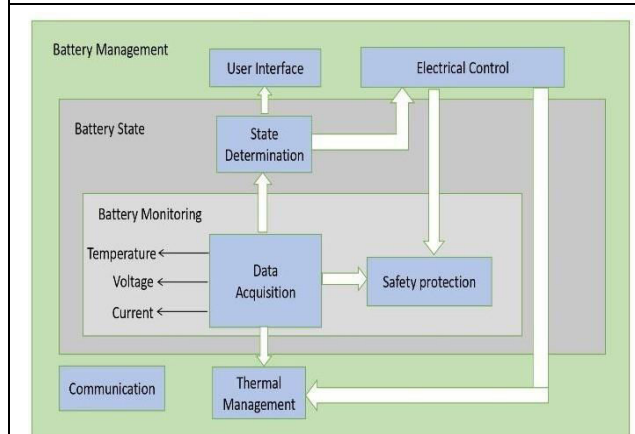 Battery Management
User Interface
Electrical Control
Battery State
State
Determination
Battery Monitoring
Temperature
Voltage
Current
Data
Acquisition
Safety protection
Communication
Thermal
Management